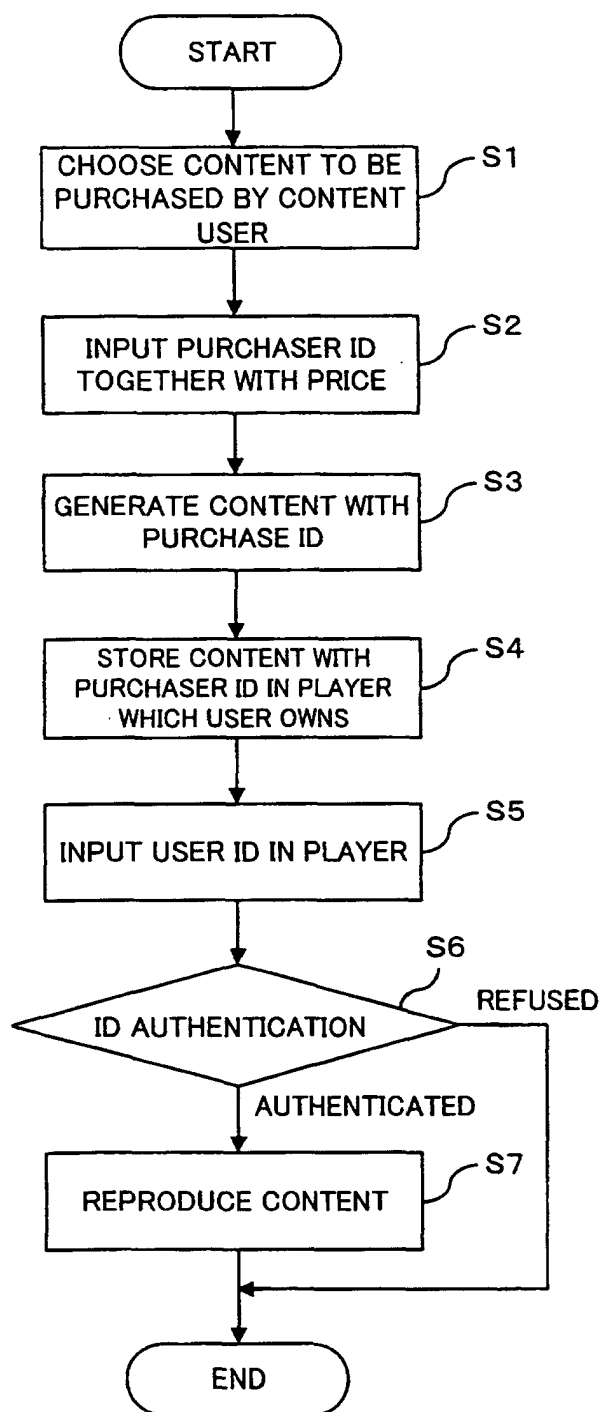 START
CHOOSE CONTENT TO BE
PURCHASED BY CONTENT
USER
S1
INPUT PURCHASER ID
TOGETHER WITH PRICE
S2
GENERATE CONTENT WITH
PURCHASE ID
S3
STORE CONTENT WITH
PURCHASER ID IN PLAYER
WHICH USER OWNS
S4
INPUT USER ID IN PLAYER
S5
ID AUTHENTICATION
S6
REFUSED
AUTHENTICATED
REPRODUCE CONTENT
S7
END